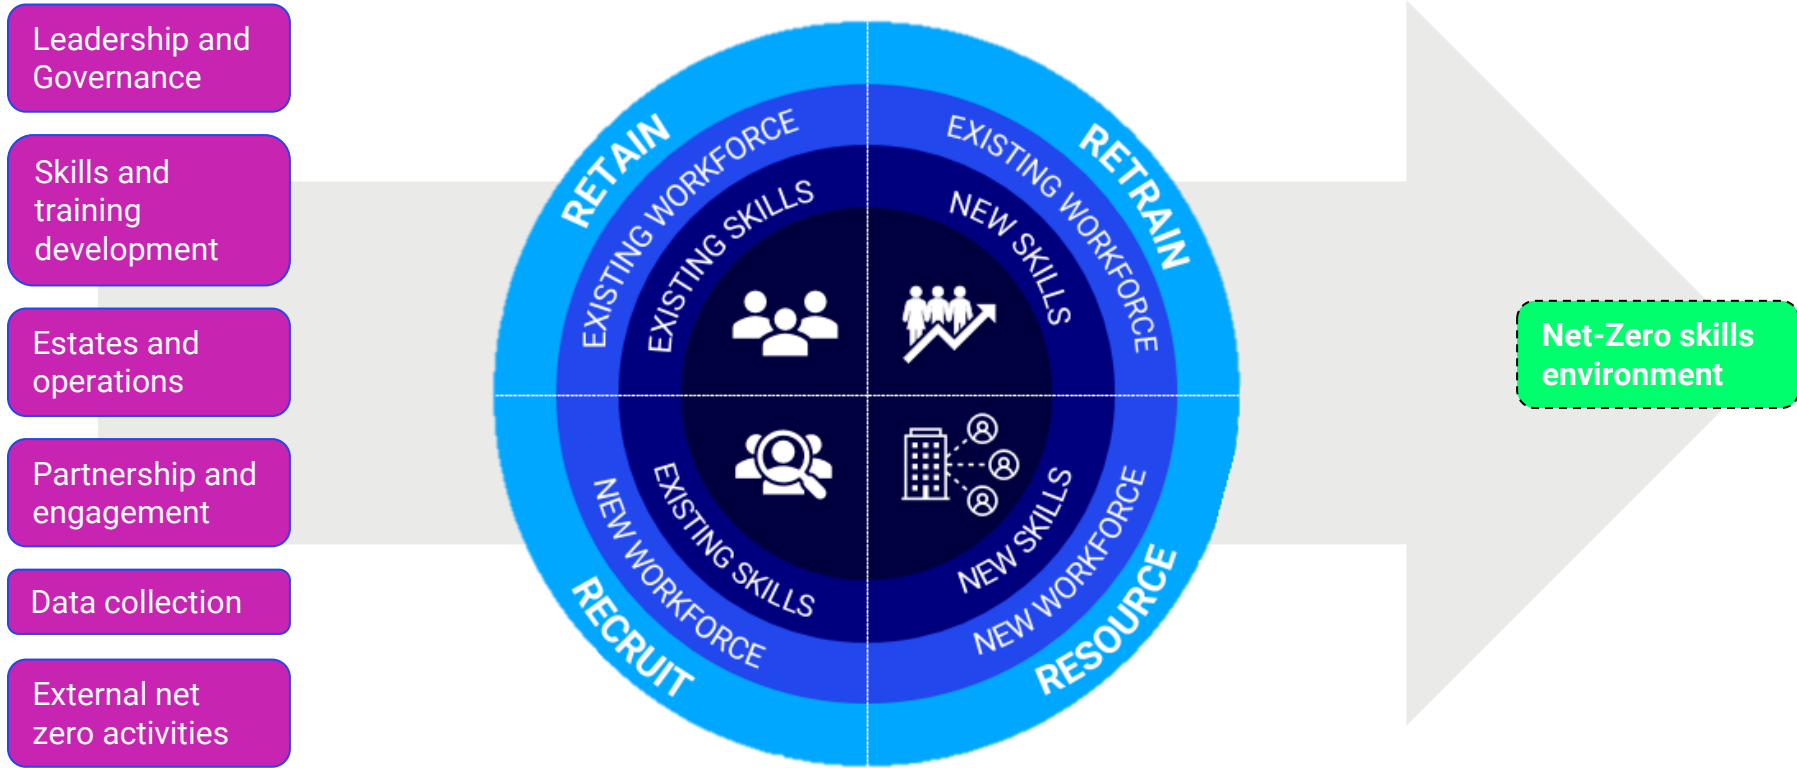 Leadership and
Governance
Skills and
training
development
Estates and
operations
Partnership and
engagement
Data collection
External net
zero activities
RETAIN
EXISTING WORKFORCE
EXISTING SKILLS
RETRAIN
EXISTING WORKFORCE
NEW SKILLS
RECRUIT
NEW WORKFORCE
EXISTING SKILLS
RESOURCE
NEW WORKFORCE
NEW SKILLS
Net-Zero skills
environment